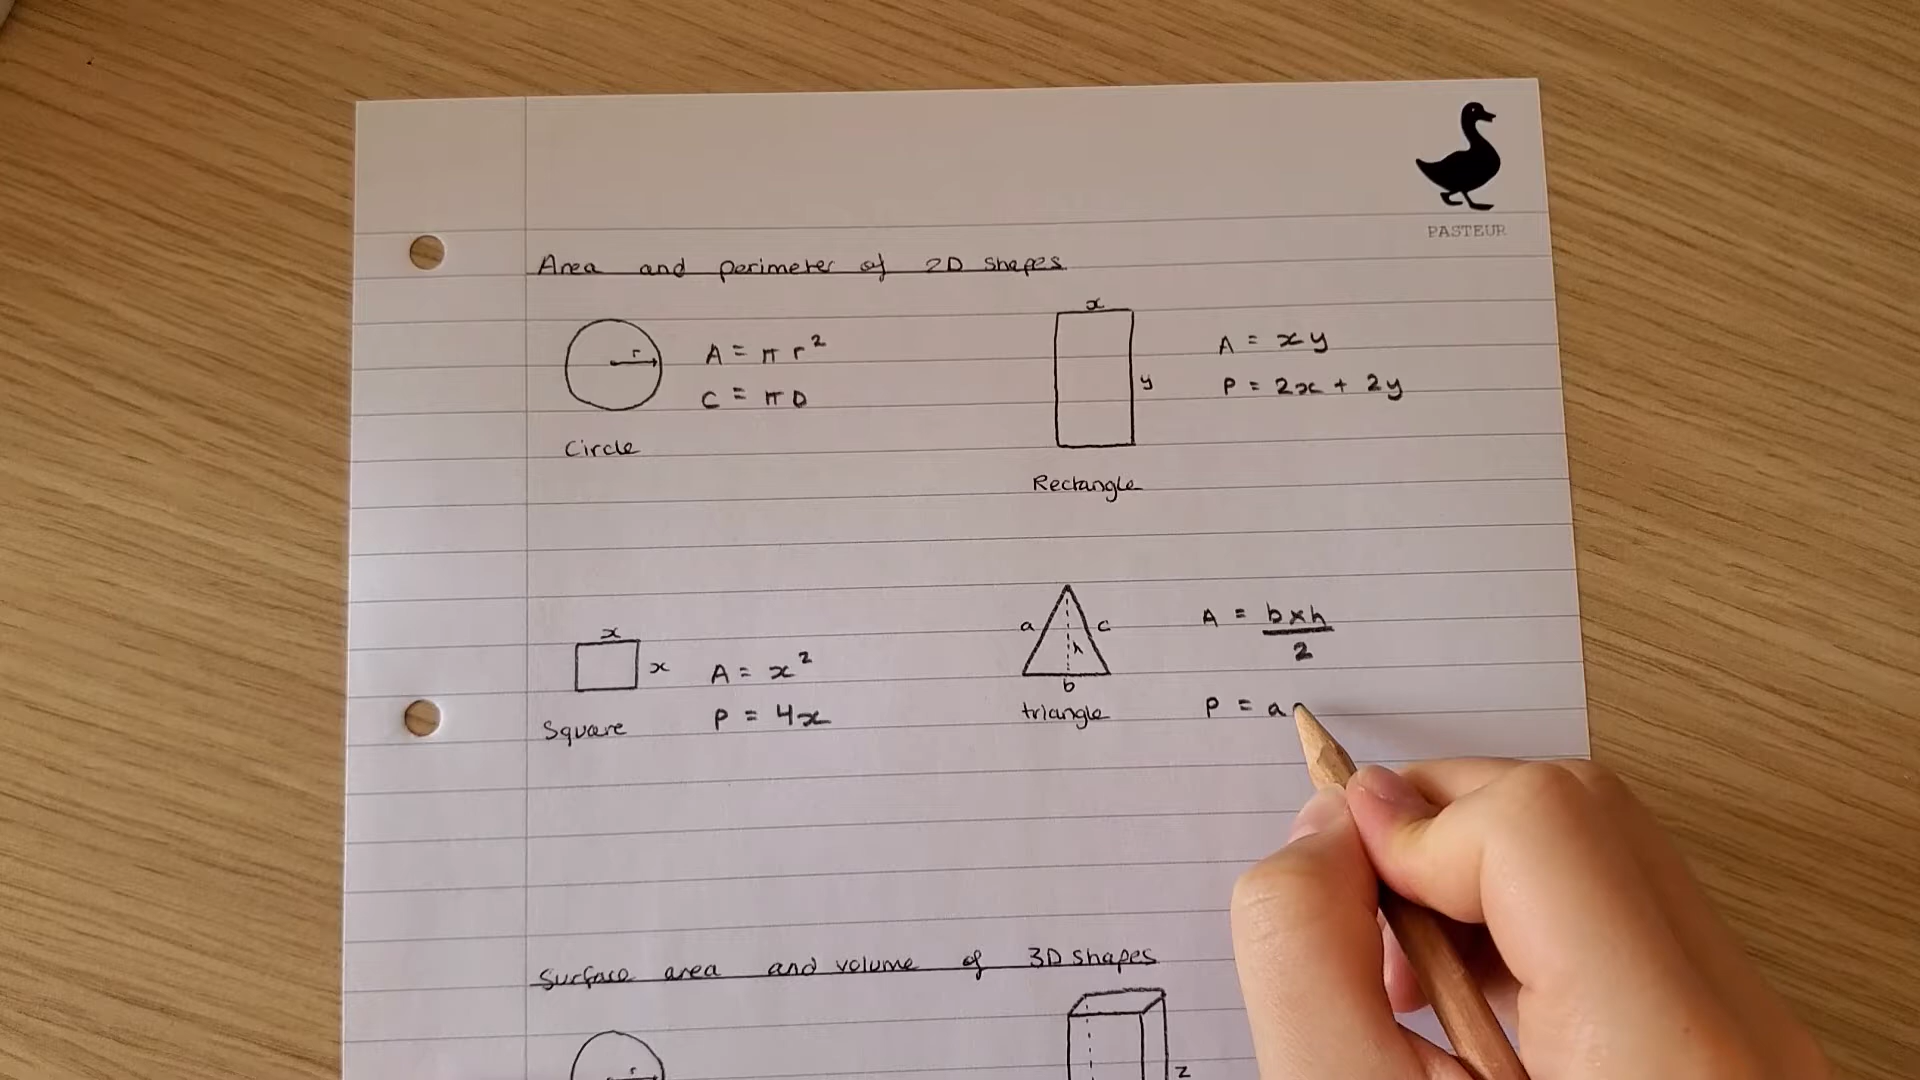 PASTEUR
Area and perimeter of 2D shapes
r
A = πr²
C = πD
Circle
x
y
A = xy
P = 2x + 2y
Rectangle
x
x
A = x²
P = 4x
Square
a
c
h
b
triangle
A = b×h
2
P = a
Surface area and volume of 3D shapes
r
z